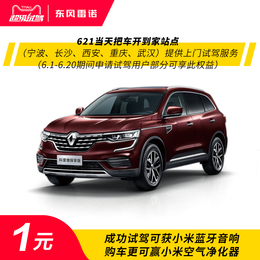 东风雷诺
621当天把车开到家站点
（宁波、长沙、西安、重庆、武汉）提供上门试驾服务
（6.1-6.20期间申请试驾用户部分可享此权益）
RENAULT
1元
成功试驾可获小米蓝牙音响
购车更可赢小米空气净化器